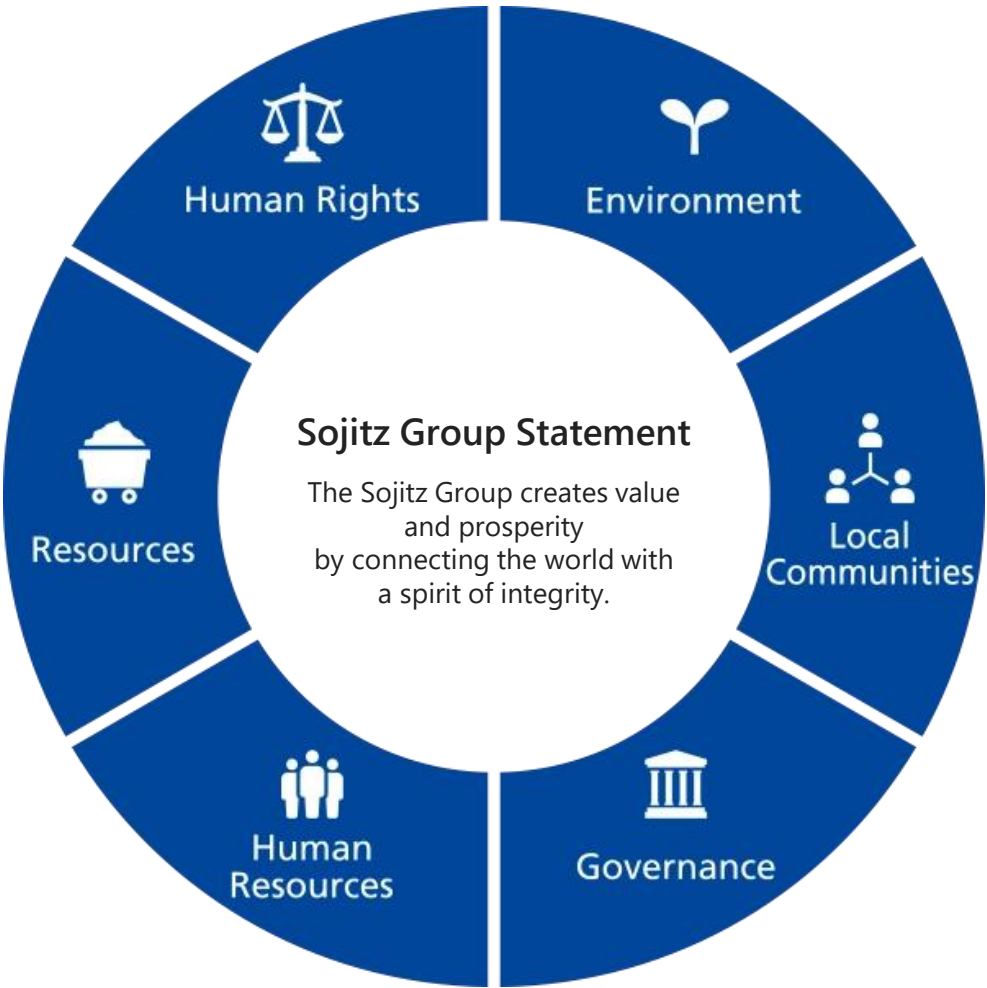 Human Rights
Environment
Resources
Sojitz Group Statement
The Sojitz Group creates value
and prosperity
by connecting the world with
a spirit of integrity.
Local
Communities
Human
Resources
Governance